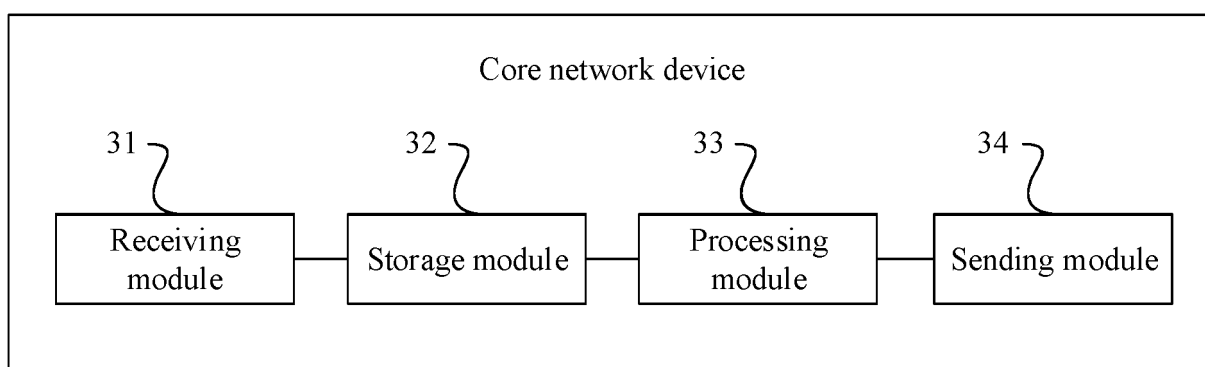 Core network device
31
32
33
34
Receiving
module
Storage module
Processing
module
Sending module